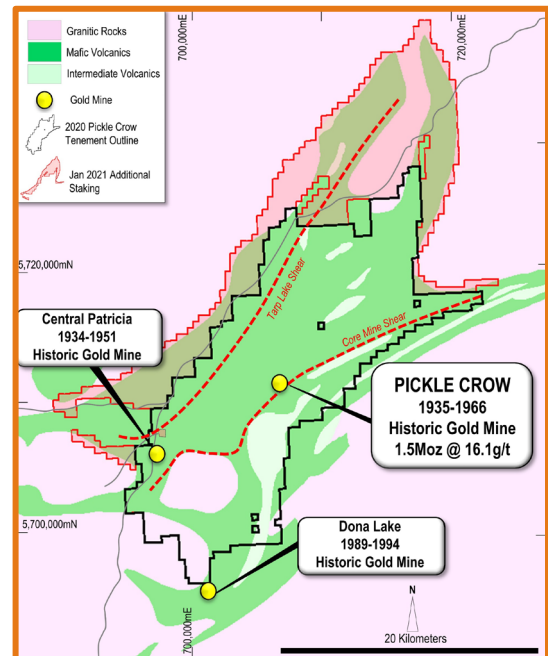 Granitic Rocks
Mafic Volcanics
Intermediate Volcanics
Gold Mine
2020 Pickle Crow
Tenement Outline
Jan 2021 Additional
Staking
700,000mE
720,000mE
5,720,000mN
Tarp Lake Shear
Core Mine Shear
Central Patricia
1934-1951
Historic Gold Mine
PICKLE CROW
1935-1966
Historic Gold Mine
1.5Moz @ 16.1g/t
5,700,000mN
Dona Lake
1989-1994
Historic Gold Mine
700,000mE
N
20 Kilometers